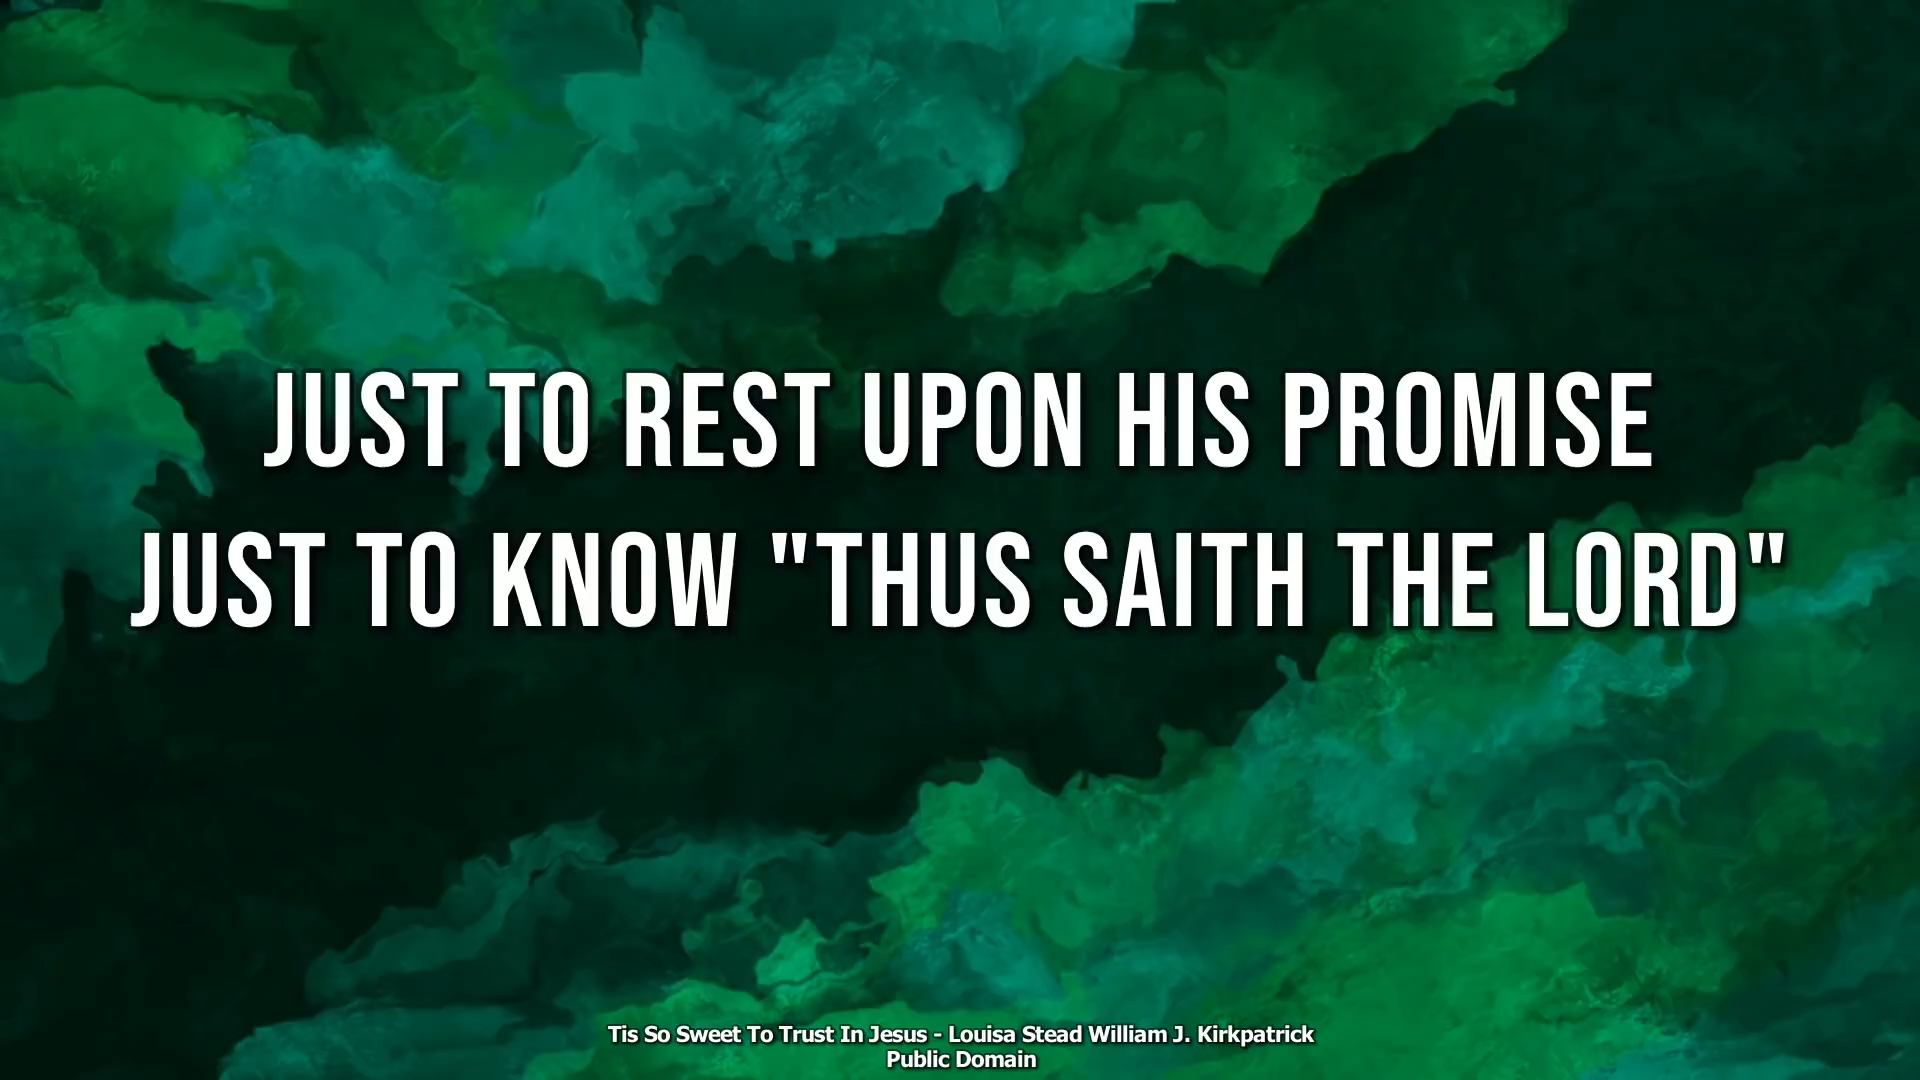 JUST TO REST UPON HIS PROMISE
JUST TO KNOW "THUS SAITH THE LORD"
Tis So Sweet To Trust In Jesus - Louisa Stead William J. Kirkpatrick
Public Domain